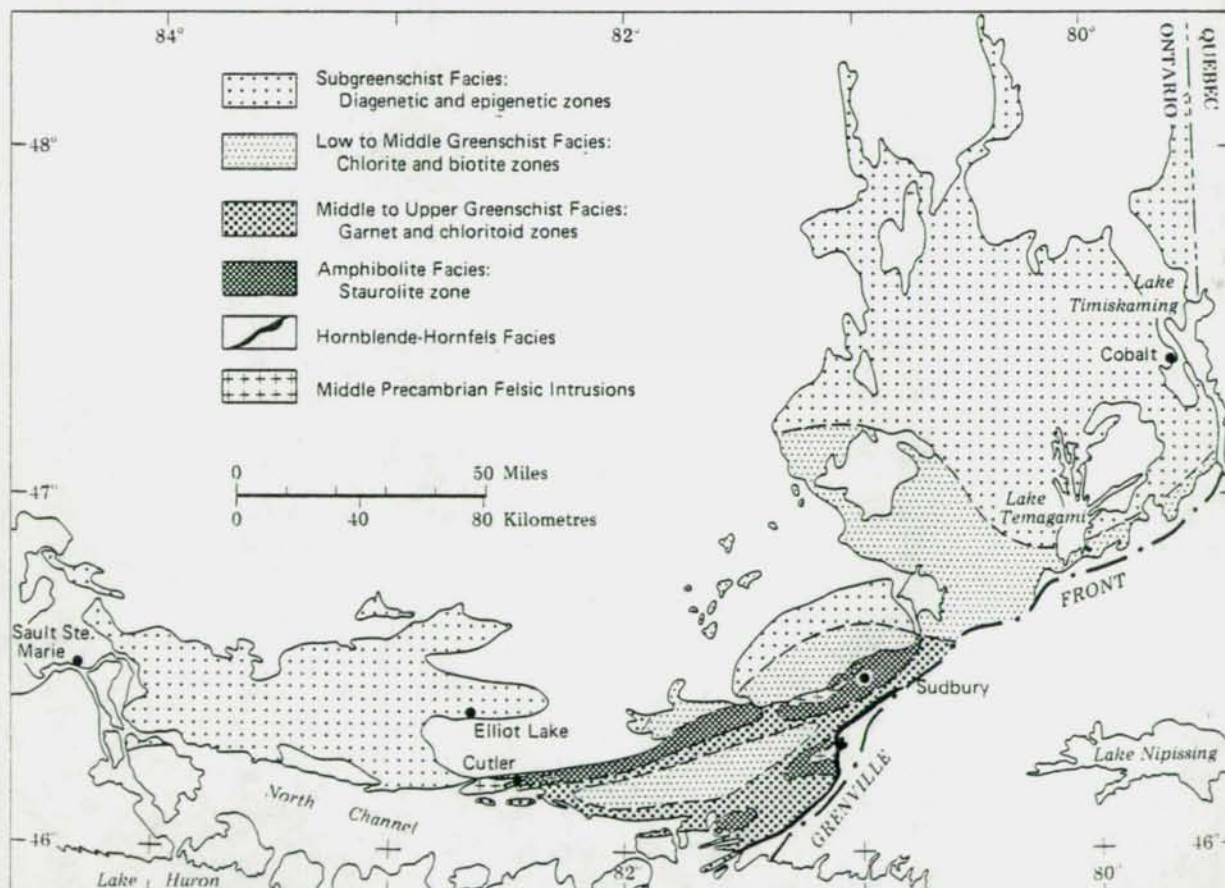 84°
82°
80°
QUEBEC
ONTARIO
Subgreenschist Facies:
Diagenetic and epigenetic zones
48°
Low to Middle Greenschist Facies:
Chlorite and biotite zones
Middle to Upper Greenschist Facies:
Garnet and chloritoid zones
Amphibolite Facies:
Staurolite zone
Hornblende-Hornfels Facies
Middle Precambrian Felsic Intrusions
Lake
Timiskaming
Cobalt
0 50 Miles
0 40 80 Kilometres
47°
Lake
Temagami
FRONT
Sault Ste.
Marie
Sudbury
Elliot Lake
Cutler
Lake Nipissing
North Channel
GRENVILLE
46°
46°
Lake Huron
82°
80°